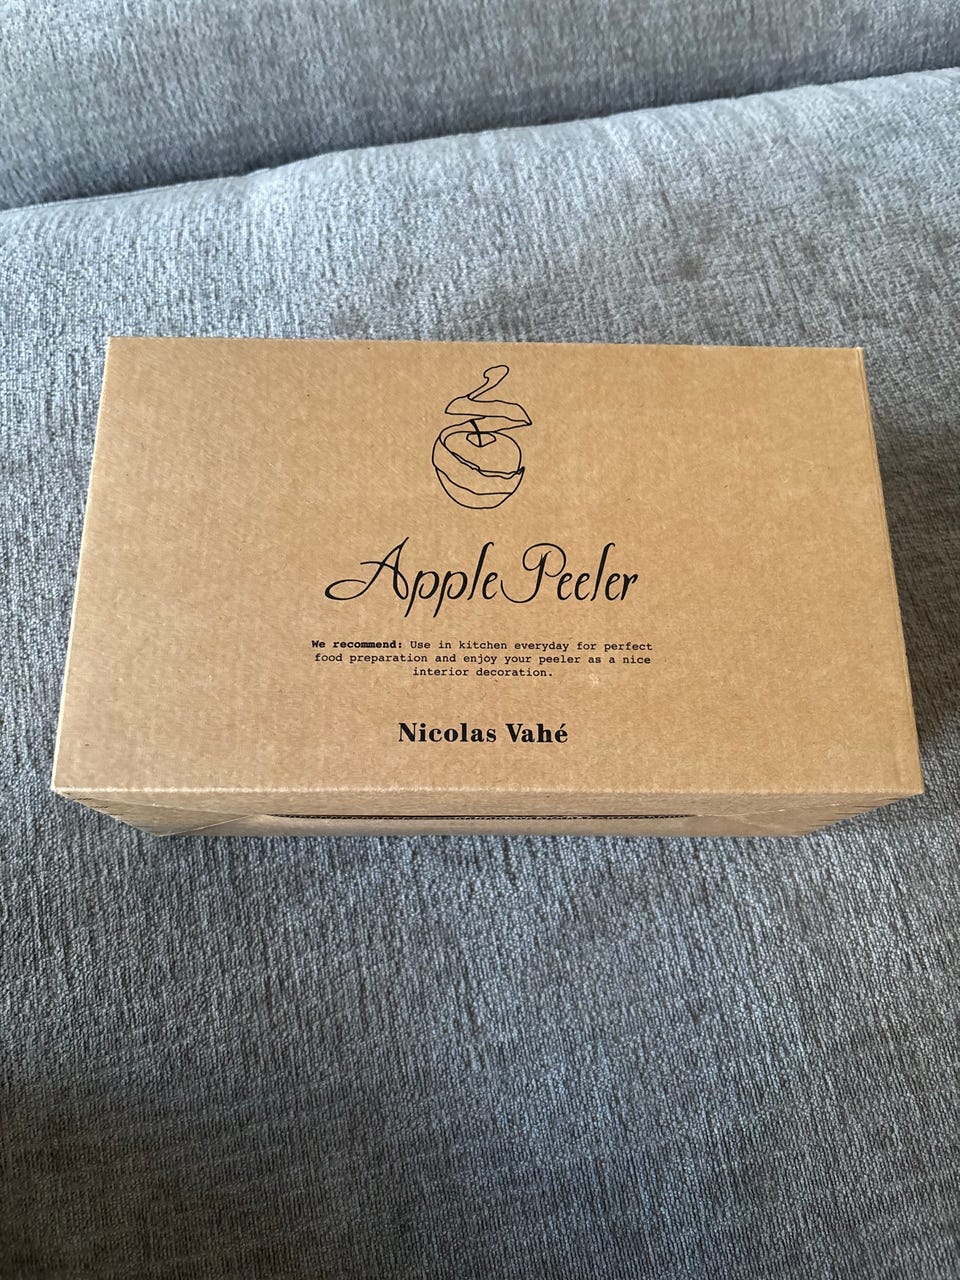 Apple Peeler
We recommend: Use in kitchen everyday for perfect
food preparation and enjoy your peeler as a nice
interior decoration.
Nicolas Vahé